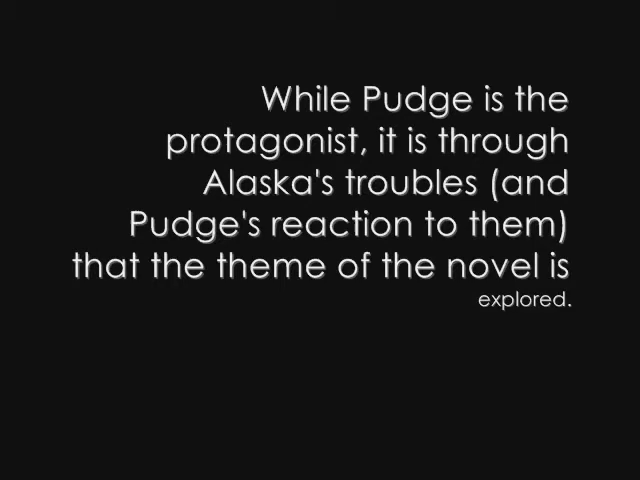 While Pudge is the
protagonist, it is through
Alaska's troubles (and
Pudge's reaction to them)
that the theme of the novel is
explored.